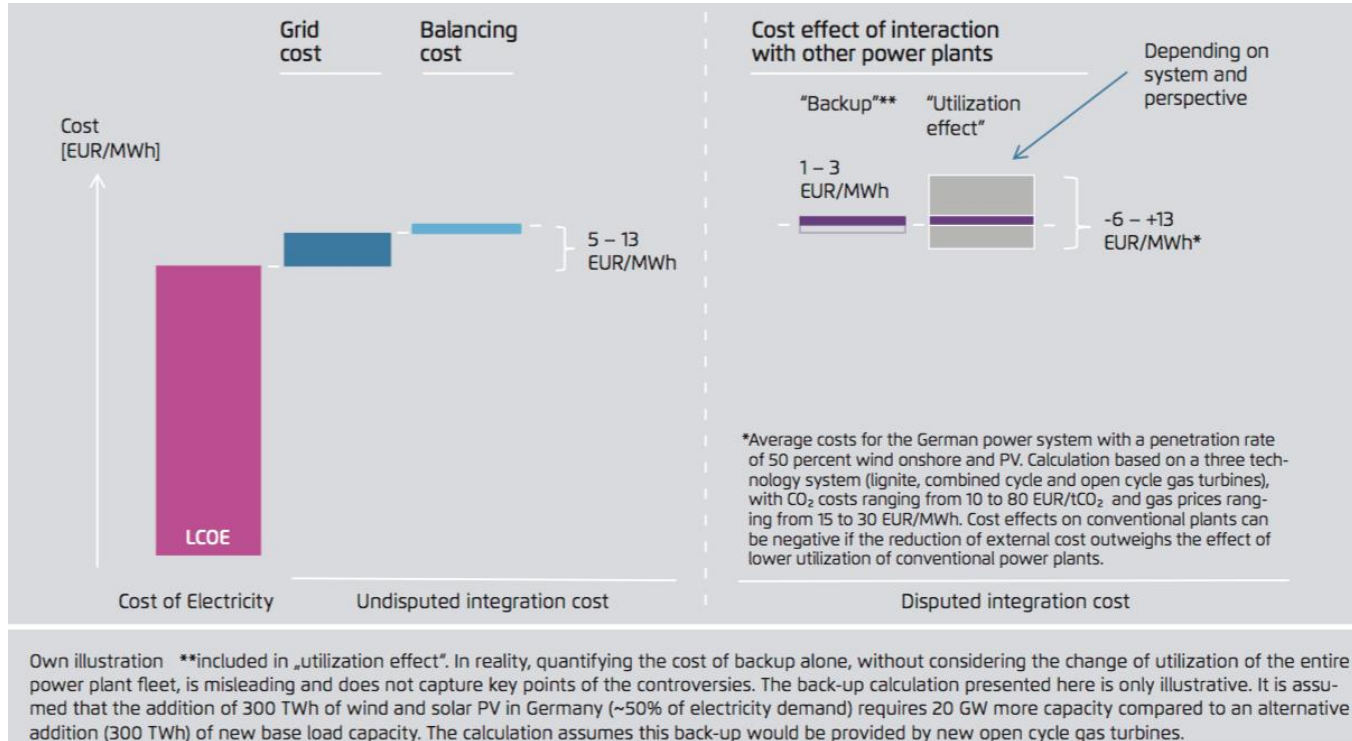 Grid
cost
Balancing
cost
Cost effect of interaction
with other power plants
Depending on
system and
perspective
"Backup"**
"Utilization
effect"
Cost
[EUR/MWh]
1 – 3
EUR/MWh
5 – 13
EUR/MWh
-6 – +13
EUR/MWh*
LCOE
*Average costs for the German power system with a penetration rate
of 50 percent wind onshore and PV. Calculation based on a three tech-
nology system (lignite, combined cycle and open cycle gas turbines),
with CO₂ costs ranging from 10 to 80 EUR/tCO₂ and gas prices rang-
ing from 15 to 30 EUR/MWh. Cost effects on conventional plants can
be negative if the reduction of external cost outweighs the effect of
lower utilization of conventional power plants.
Cost of Electricity
Undisputed integration cost
Disputed integration cost
Own illustration **included in „utilization effect". In reality, quantifying the cost of backup alone, without considering the change of utilization of the entire
power plant fleet, is misleading and does not capture key points of the controversies. The back-up calculation presented here is only illustrative. It is assu-
med that the addition of 300 TWh of wind and solar PV in Germany (~50% of electricity demand) requires 20 GW more capacity compared to an alternative
addition (300 TWh) of new base load capacity. The calculation assumes this back-up would be provided by new open cycle gas turbines.